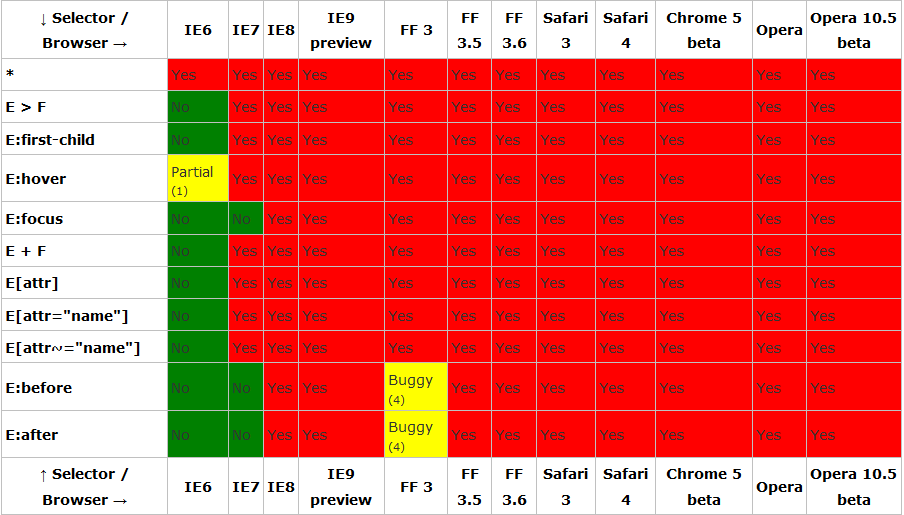 ↓ Selector / Browser → IE6 IE7 IE8 IE9 preview FF 3 FF 3.5 FF 3.6 Safari 3 Safari 4 Chrome 5 beta Opera Opera 10.5 beta
* Yes Yes Yes Yes Yes Yes Yes Yes Yes Yes Yes Yes
E > F No Yes Yes Yes Yes Yes Yes Yes Yes Yes Yes Yes
E:first-child No Yes Yes Yes Yes Yes Yes Yes Yes Yes Yes Yes
E:hover Partial (1) Yes Yes Yes Yes Yes Yes Yes Yes Yes Yes Yes
E:focus No No Yes Yes Yes Yes Yes Yes Yes Yes Yes Yes
E + F No Yes Yes Yes Yes Yes Yes Yes Yes Yes Yes Yes
E[attr] No Yes Yes Yes Yes Yes Yes Yes Yes Yes Yes Yes
E[attr="name"] No Yes Yes Yes Yes Yes Yes Yes Yes Yes Yes Yes
E[attr~="name"] No Yes Yes Yes Yes Yes Yes Yes Yes Yes Yes Yes
E:before No No Yes Yes Buggy (4) Yes Yes Yes Yes Yes Yes Yes
E:after No No Yes Yes Buggy (4) Yes Yes Yes Yes Yes Yes Yes
↑ Selector / Browser → IE6 IE7 IE8 IE9 preview FF 3 FF 3.5 FF 3.6 Safari 3 Safari 4 Chrome 5 beta Opera Opera 10.5 beta